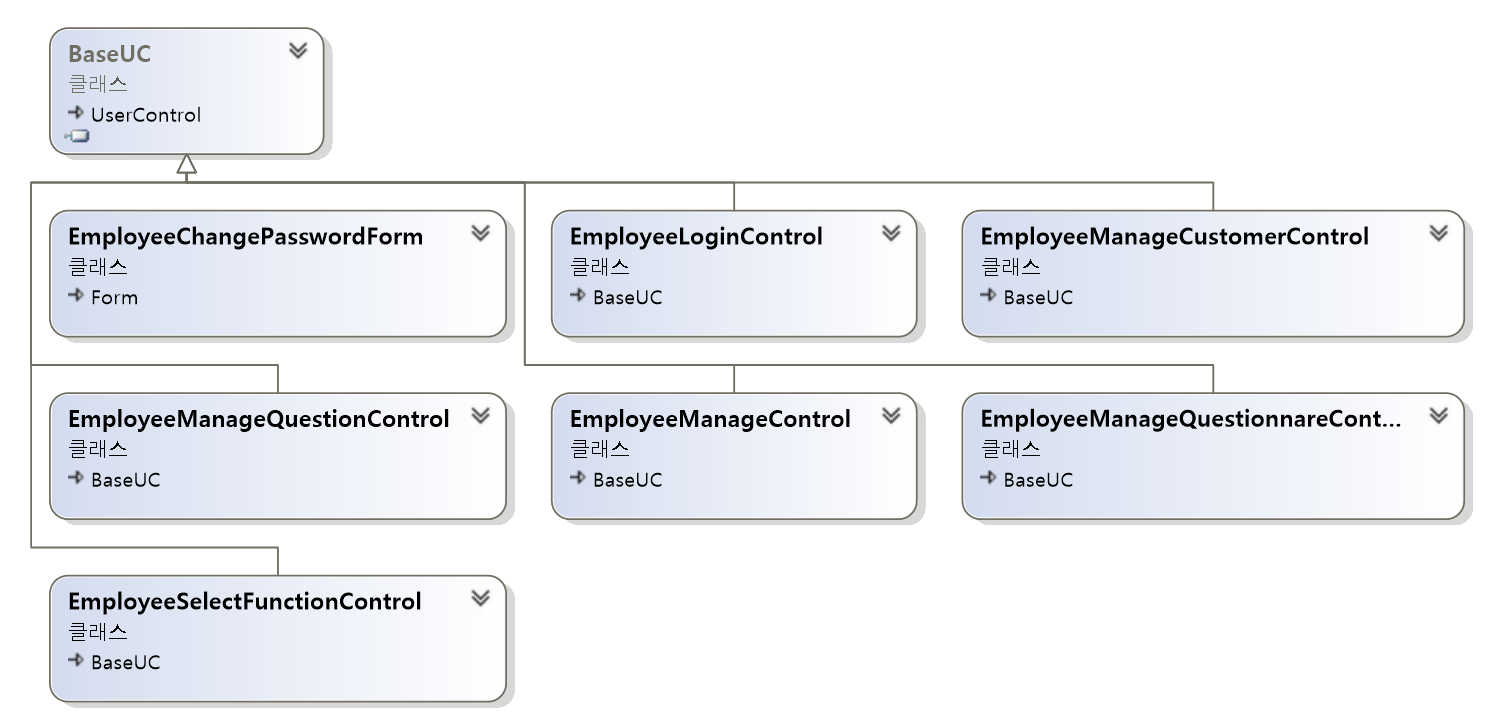 BaseUC
클래스
UserControl
EmployeeChangePasswordForm
클래스
Form
EmployeeLoginControl
클래스
BaseUC
EmployeeManageCustomerControl
클래스
BaseUC
EmployeeManageQuestionControl
클래스
BaseUC
EmployeeManageControl
클래스
BaseUC
EmployeeManageQuestionnareCont...
클래스
BaseUC
EmployeeSelectFunctionControl
클래스
BaseUC